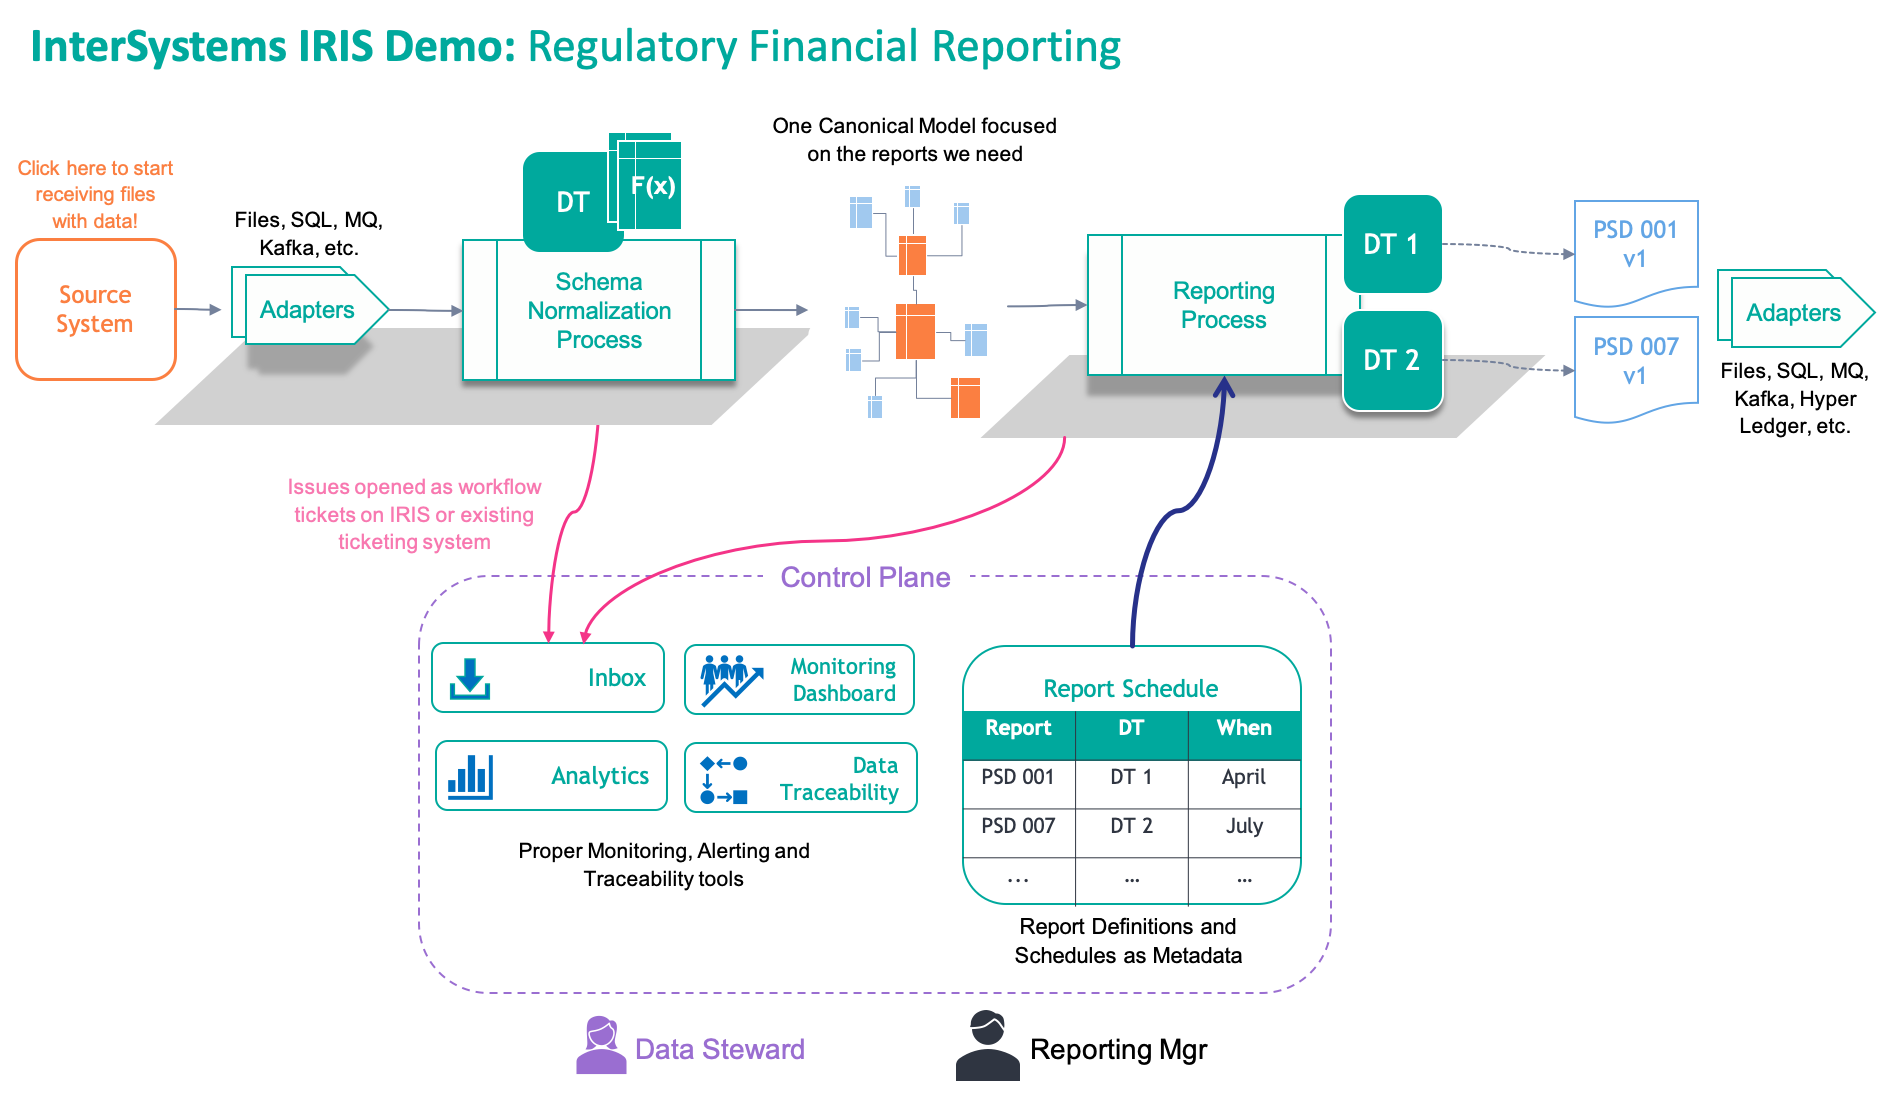 InterSystems IRIS Demo: Regulatory Financial Reporting
One Canonical Model focused
on the reports we need
Click here to start
receiving files
with data!
Source
System
Files, SQL, MQ,
Kafka, etc.
Adapters
DT
F(x)
Schema
Normalization
Process
Reporting
Process
DT 1
DT 2
PSD 001
v1
PSD 007
v1
Adapters
Files, SQL, MQ,
Kafka, Hyper
Ledger, etc.
Issues opened as workflow
tickets on IRIS or existing
ticketing system
Control Plane
Inbox
Monitoring
Dashboard
Analytics
Data
Traceability
Proper Monitoring, Alerting and
Traceability tools
Report Schedule
Report DT When
PSD 001 DT 1 April
PSD 007 DT 2 July
... ... ...
Report Definitions and
Schedules as Metadata
Data Steward
Reporting Mgr